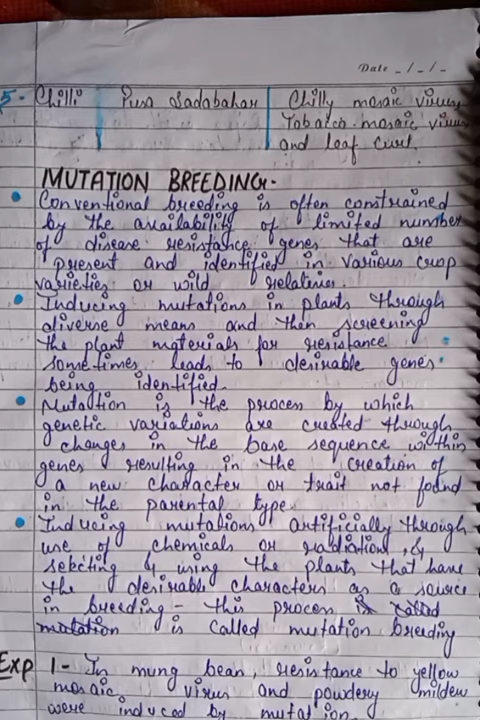 Date _ / _ / _
5. Chilli Pusa Sadabahar Chilly mosaic virus,
Tobacco mosaic virus
and leaf curl.
MUTATION BREEDING.
Conventional breeding is often constrained
by the availability of limited number
of disease resistance genes that are
present and identified in various crop
varieties or wild relatives.
Inducing mutations in plants through
diverse means and then screening
the plant materials for resistance
sometimes leads to desirable genes
being identified.
Mutation is the process by which
genetic variations are created through
changes in the base sequence within
genes resulting in the creation of
a new character or trait not found
in the parental type.
Inducing mutations artificially through
use of chemicals or radiation, &
selecting & using the plants that have
the desirable characters as a source
in breeding - this process is called
mutation is called mutation breeding
Exp 1- In mung bean, resistance to yellow
mosaic virus and powdery mildew
were induced by mutation.